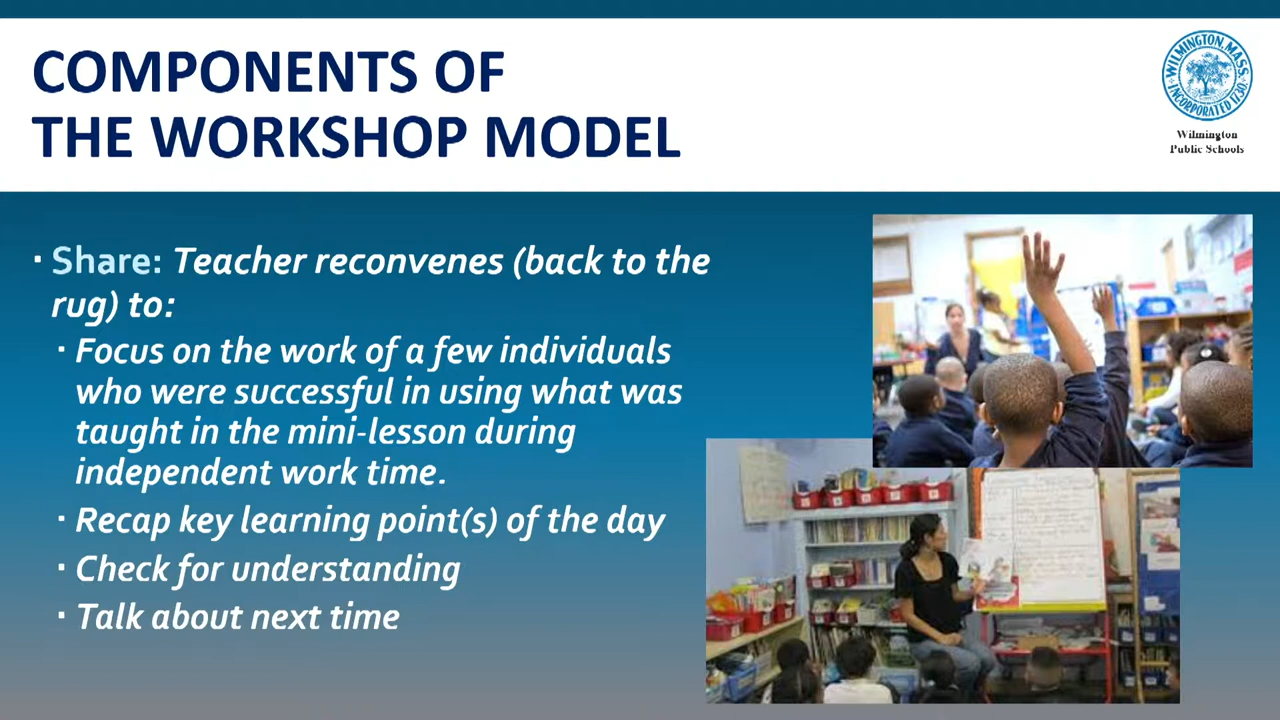 COMPONENTS OF
THE WORKSHOP MODEL
WILMINGTON, MASS.
INCORPORATED 1730.
Wilmington
Public Schools
· Share: Teacher reconvenes (back to the
rug) to:
· Focus on the work of a few individuals
who were successful in using what was
taught in the mini-lesson during
independent work time.
· Recap key learning point(s) of the day
· Check for understanding
· Talk about next time